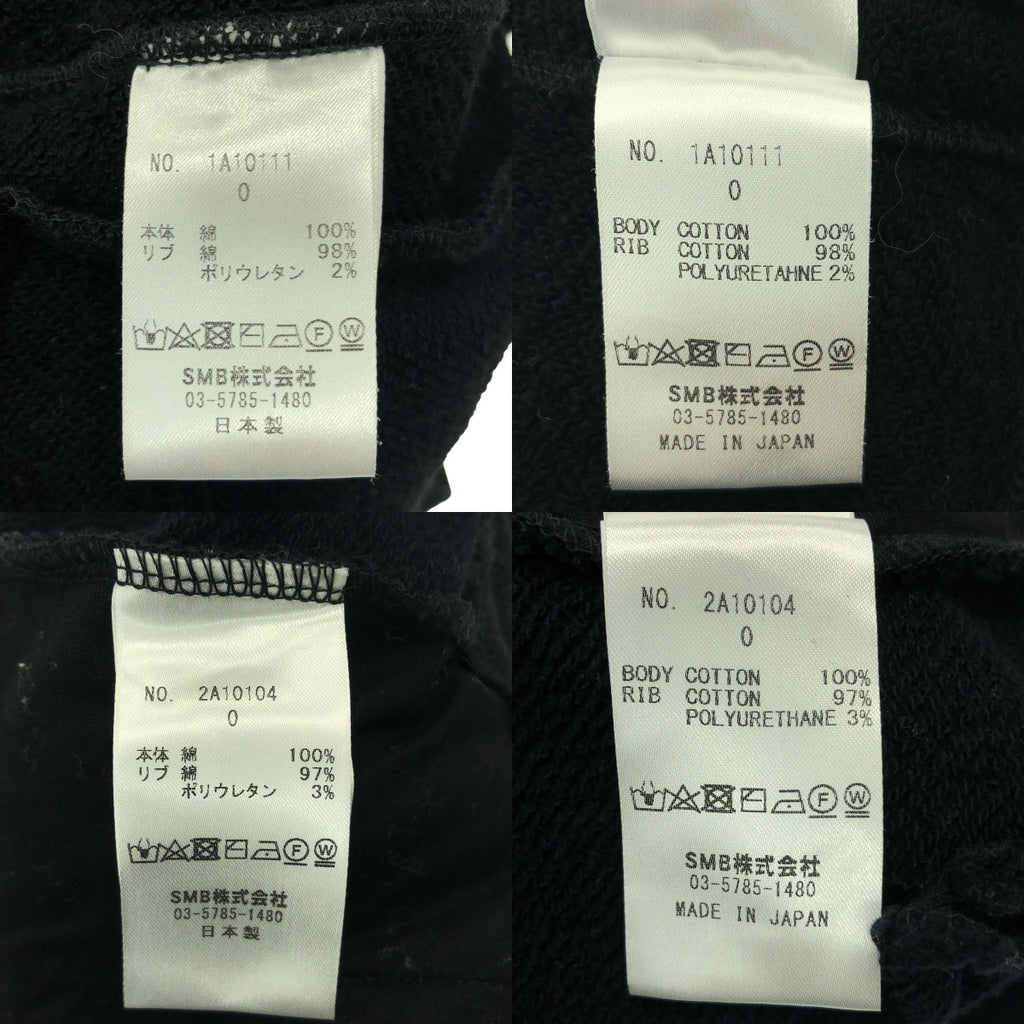 NO. 1A10111
0
本体 綿 100%
リブ 綿 98%
ポリウレタン 2%
SMB株式会社
03-5785-1480
日本製
NO. 1A10111
0
BODY COTTON 100%
RIB COTTON 98%
POLYURETAHNE 2%
SMB株式会社
03-5785-1480
MADE IN JAPAN
NO. 2A10104
0
本体 綿 100%
リブ 綿 97%
ポリウレタン 3%
SMB株式会社
03-5785-1480
日本製
NO. 2A10104
0
BODY COTTON 100%
RIB COTTON 97%
POLYURETHANE 3%
SMB株式会社
03-5785-1480
MADE IN JAPAN